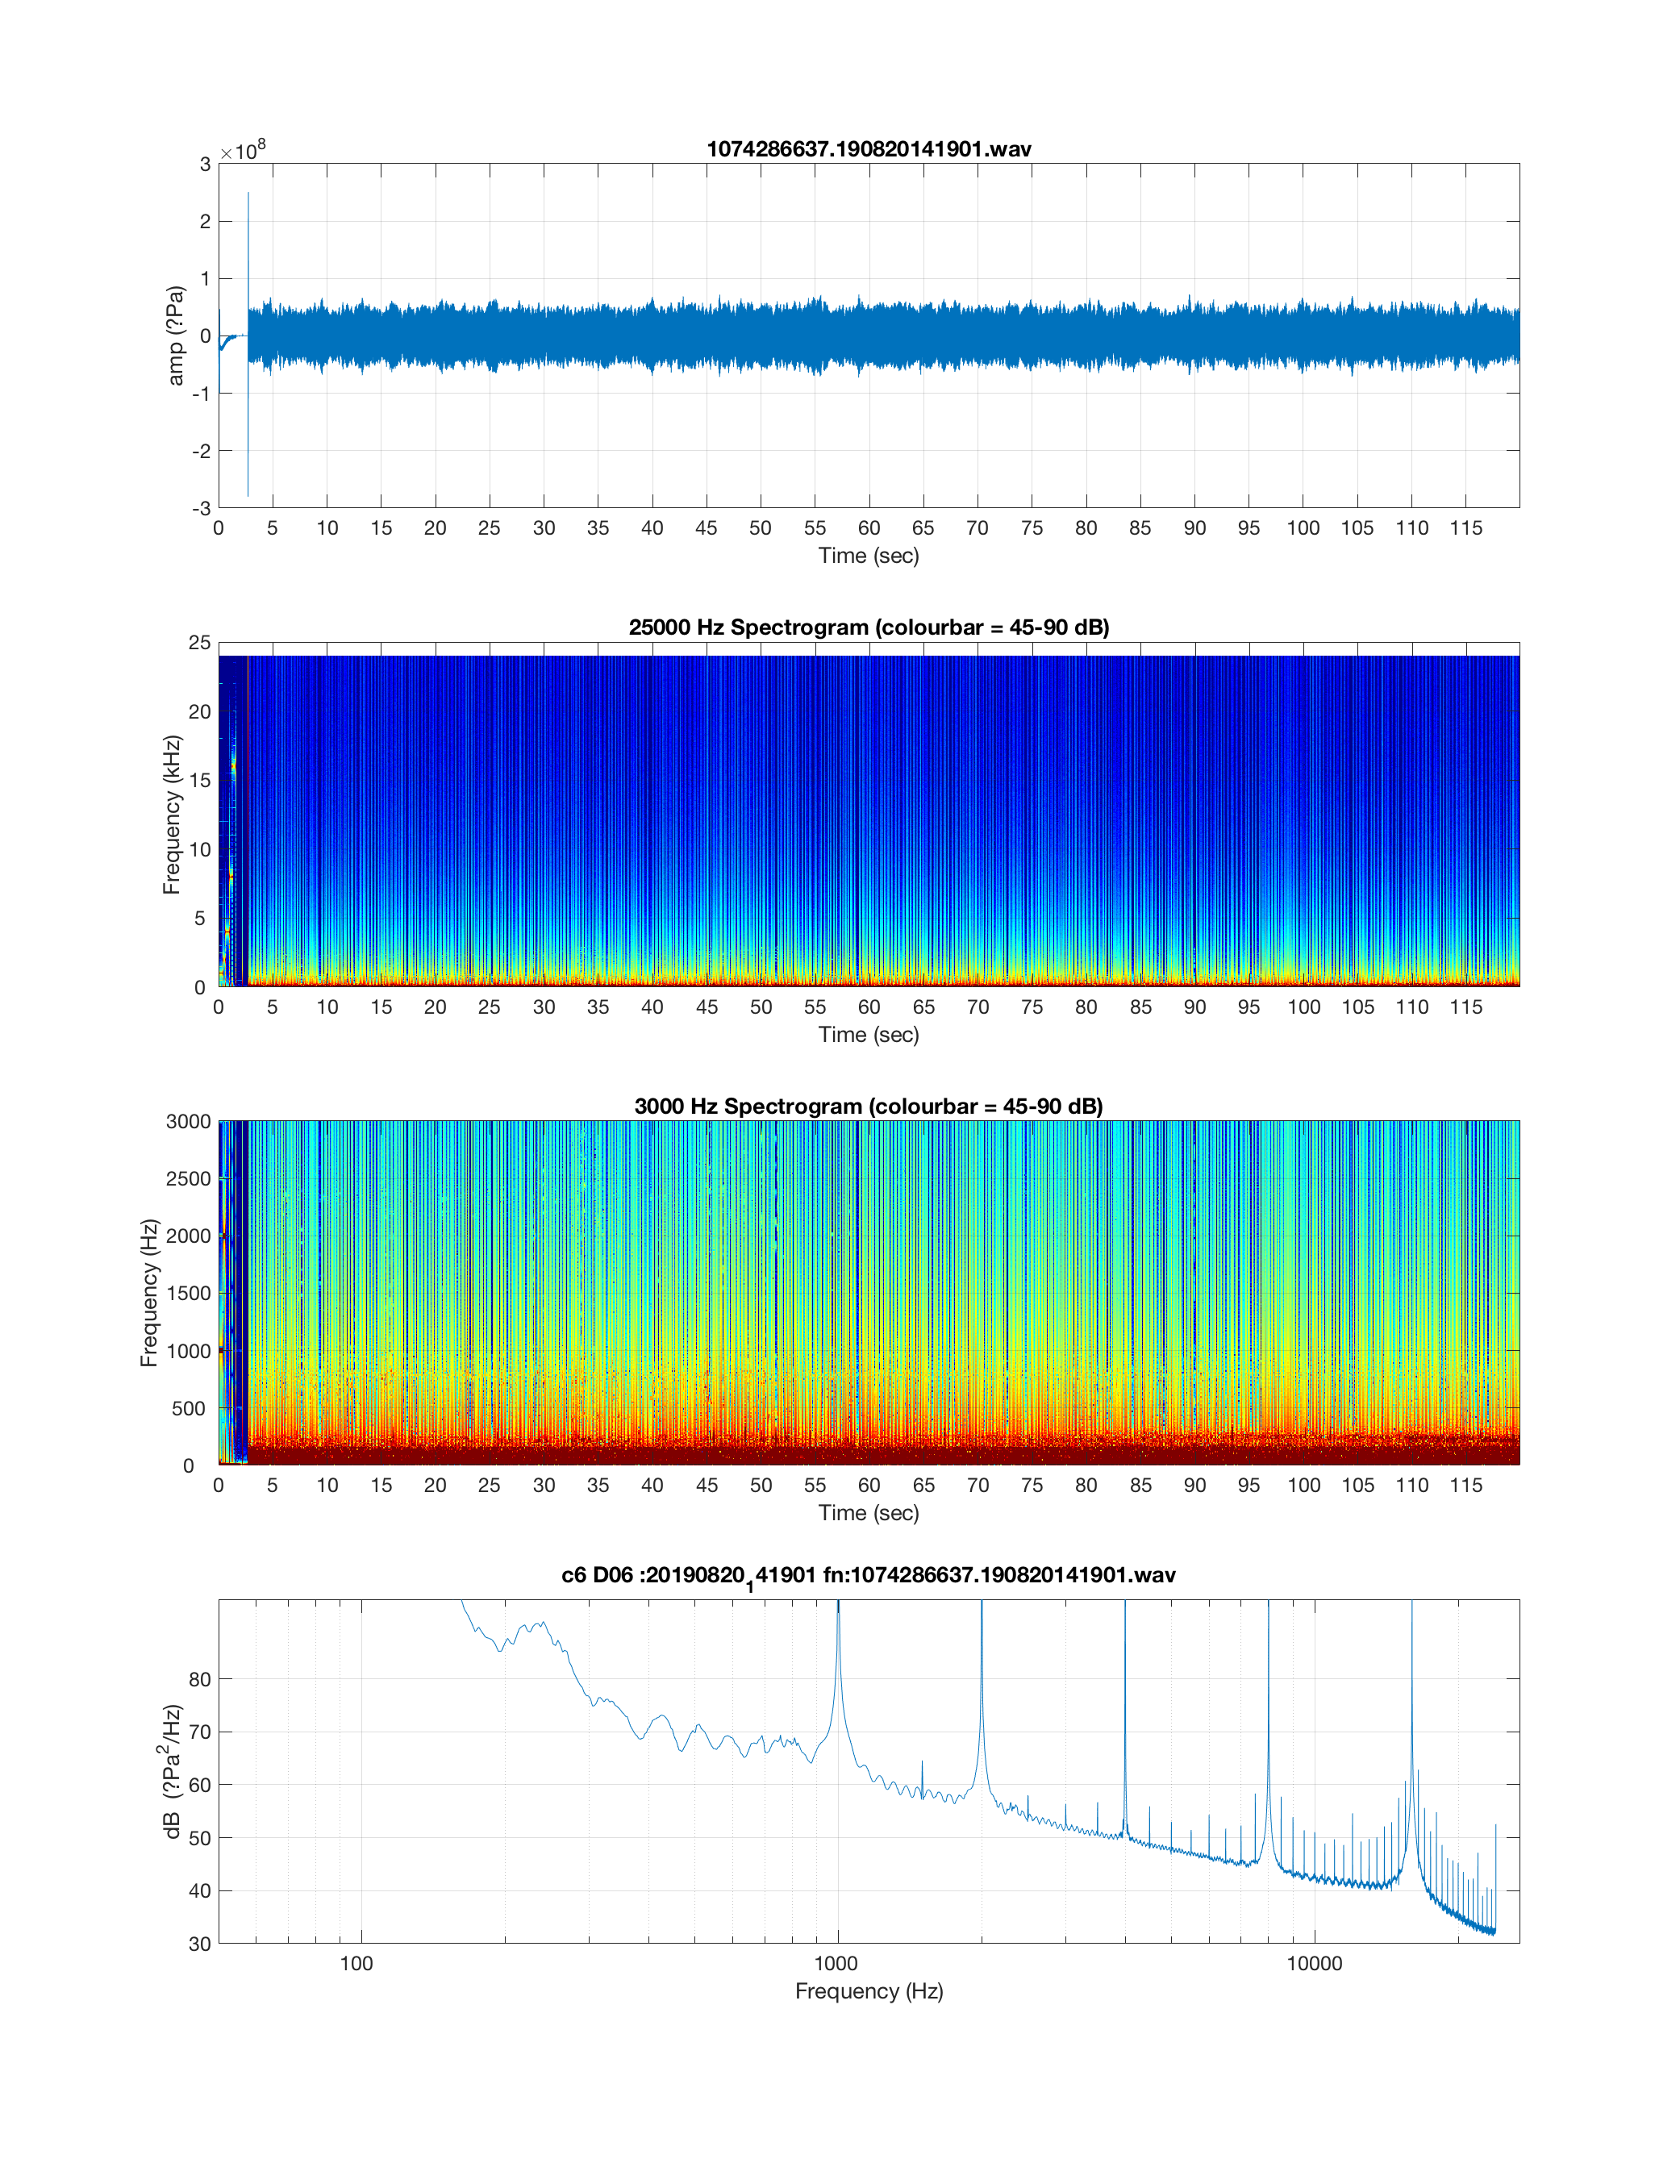 1074286637.190820141901.wav
×10⁸
3
2
1
0
-1
-2
-3
amp (?Pa)
0 5 10 15 20 25 30 35 40 45 50 55 60 65 70 75 80 85 90 95 100 105 110 115
Time (sec)
25000 Hz Spectrogram (colourbar = 45-90 dB)
25
20
15
10
5
0
Frequency (kHz)
0 5 10 15 20 25 30 35 40 45 50 55 60 65 70 75 80 85 90 95 100 105 110 115
Time (sec)
3000 Hz Spectrogram (colourbar = 45-90 dB)
3000
2500
2000
1500
1000
500
0
Frequency (Hz)
0 5 10 15 20 25 30 35 40 45 50 55 60 65 70 75 80 85 90 95 100 105 110 115
Time (sec)
c6 D06 :20190820₁41901 fn:1074286637.190820141901.wav
80
70
60
50
40
30
dB (?Pa²/Hz)
100 1000 10000
Frequency (Hz)